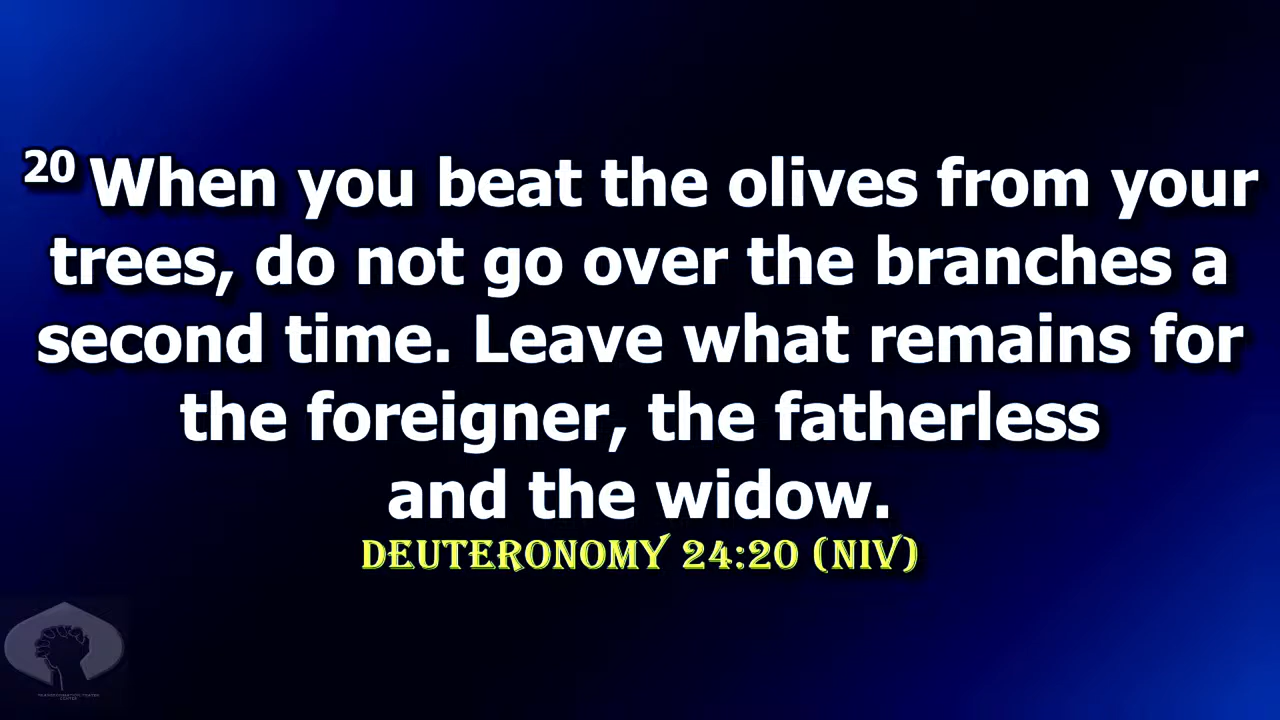 20 When you beat the olives from your
trees, do not go over the branches a
second time. Leave what remains for
the foreigner, the fatherless
and the widow.
DEUTERONOMY 24:20 (NIV)